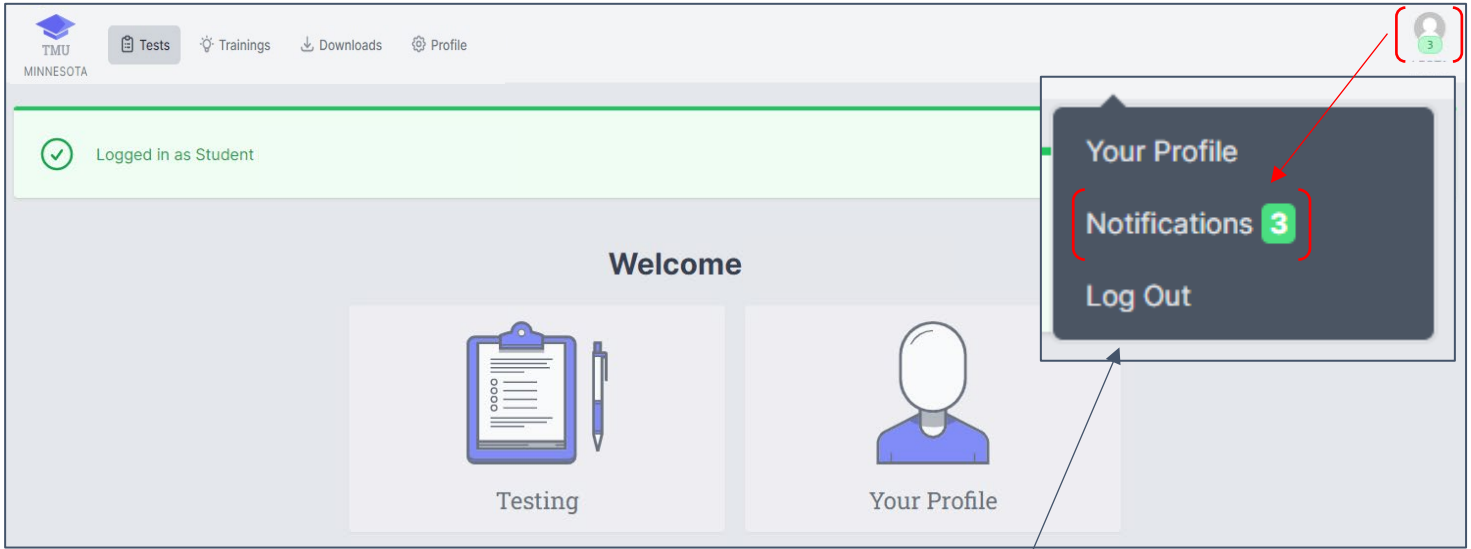 TMU
MINNESOTA
Tests
Trainings
Downloads
Profile
3
Logged in as Student
Your Profile
Notifications 3
Log Out
Welcome
Testing
Your Profile